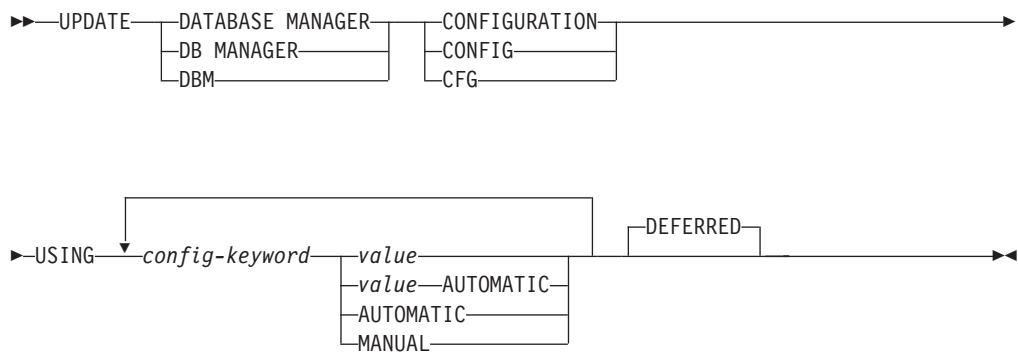 UPDATE DATABASE MANAGER CONFIGURATION
DB MANAGER CONFIG
DBM CFG
DEFERRED
USING config-keyword value
value AUTOMATIC
AUTOMATIC
MANUAL